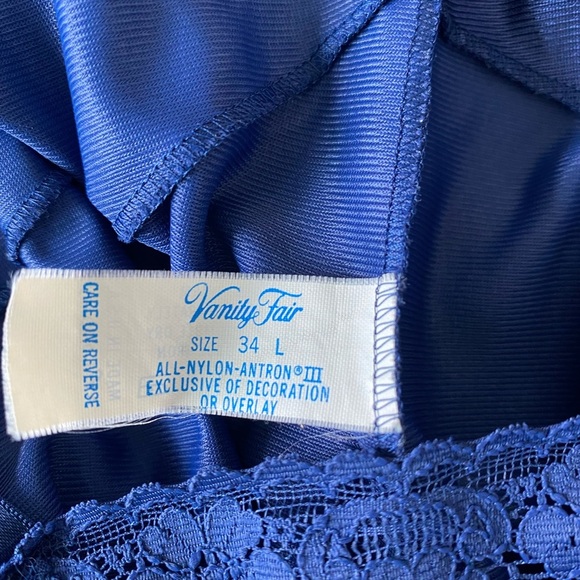 Vanity Fair
SIZE 34 L
ALL-NYLON-ANTRON®III
EXCLUSIVE OF DECORATION
OR OVERLAY
CARE ON REVERSE